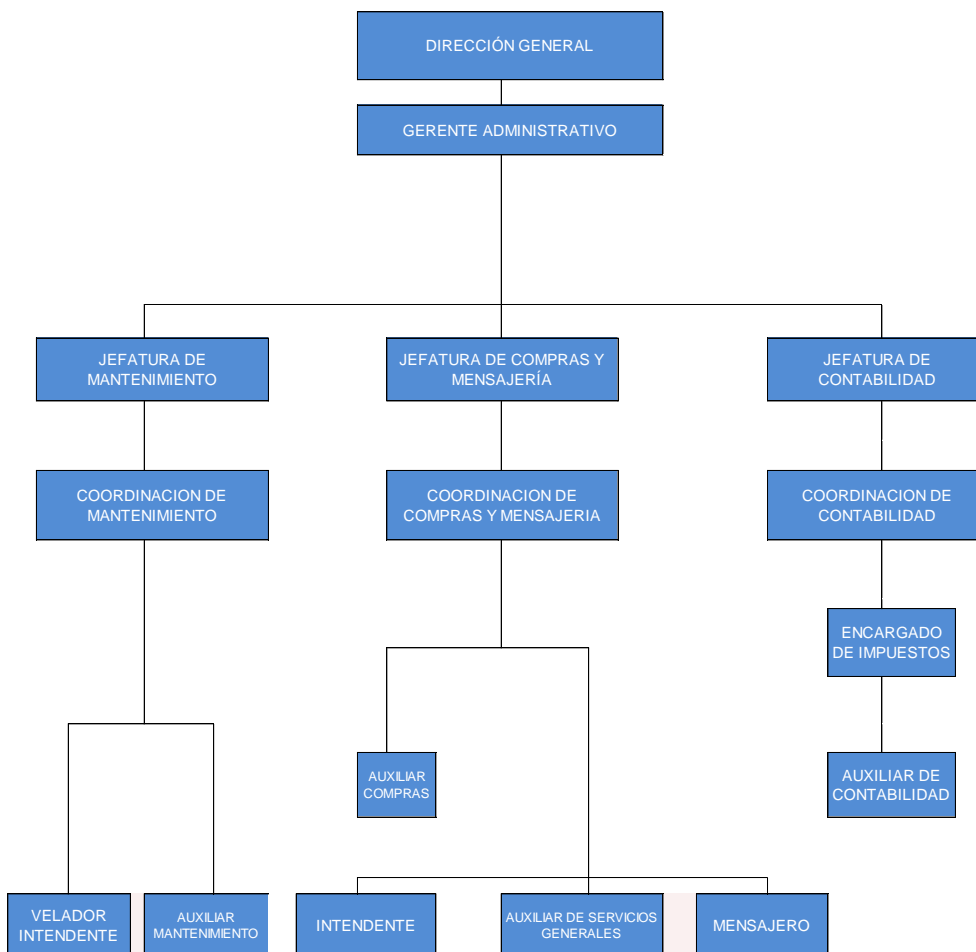 DIRECCIÓN GENERAL
GERENTE ADMINISTRATIVO
JEFATURA DE
MANTENIMIENTO
JEFATURA DE COMPRAS Y
MENSAJERÍA
JEFATURA DE
CONTABILIDAD
COORDINACION DE
MANTENIMIENTO
COORDINACION DE
COMPRAS Y MENSAJERIA
COORDINACION DE
CONTABILIDAD
ENCARGADO
DE IMPUESTOS
AUXILIAR
COMPRAS
AUXILIAR DE
CONTABILIDAD
VELADOR
INTENDENTE
AUXILIAR
MANTENIMIENTO
INTENDENTE
AUXILIAR DE SERVICIOS
GENERALES
MENSAJERO